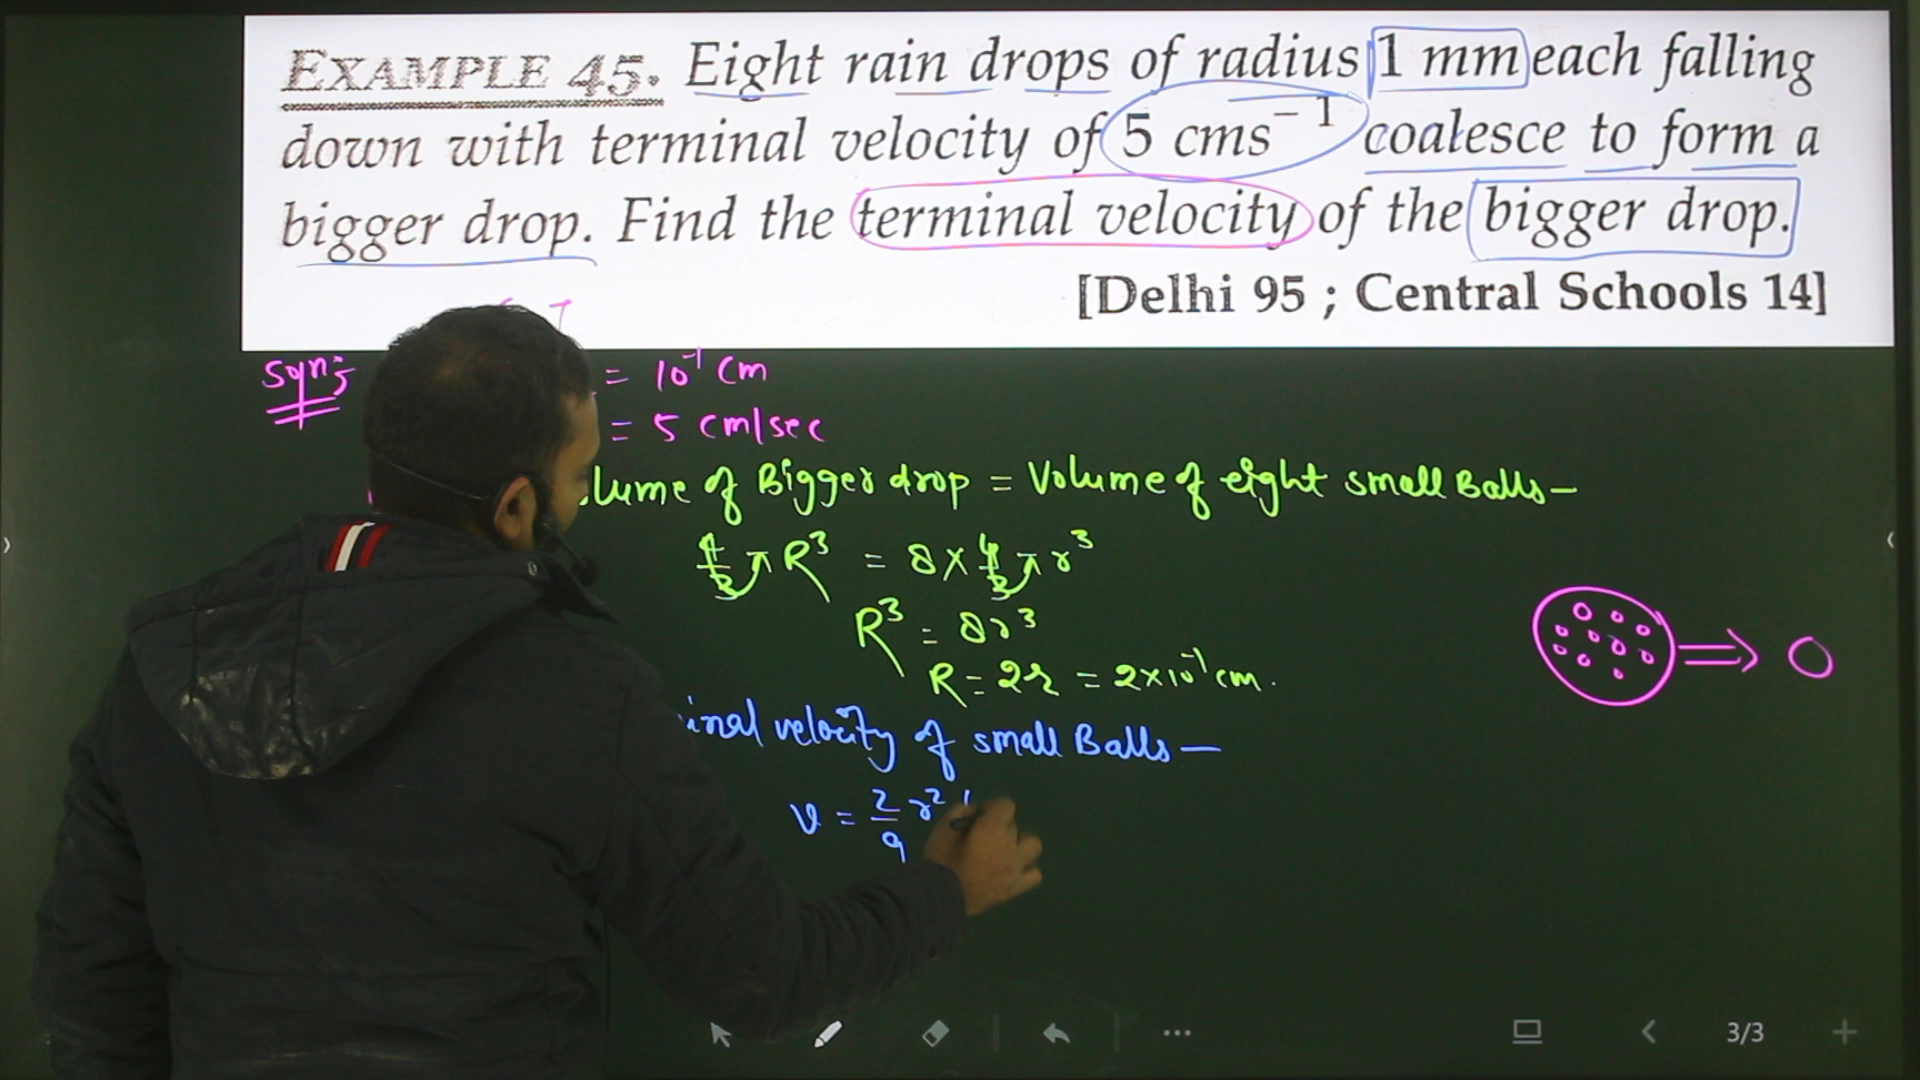 EXAMPLE 45. Eight rain drops of radius 1 mm each falling
down with terminal velocity of 5 cms⁻¹ coalesce to form a
bigger drop. Find the terminal velocity of the bigger drop.
[Delhi 95 ; Central Schools 14]
= 10⁻¹ cm
= 5 cm/sec
lume of Bigger drop = Volume of eight small Balls —
4/3 π R³ = 8 × 4/3 π r³
R³ = 8r³
R = 2r = 2×10⁻¹ cm.
inal velocity of small Balls —
v = 2/9 r²
3/3